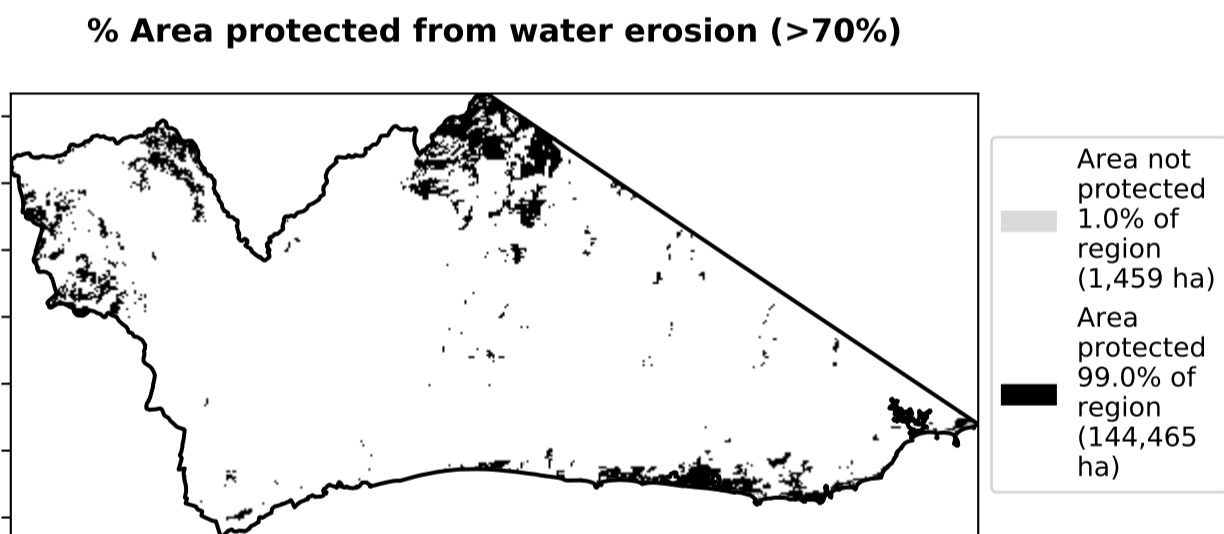 % Area protected from water erosion (>70%)
Area not
protected
1.0% of
region
(1,459 ha)
Area
protected
99.0% of
region
(144,465
ha)